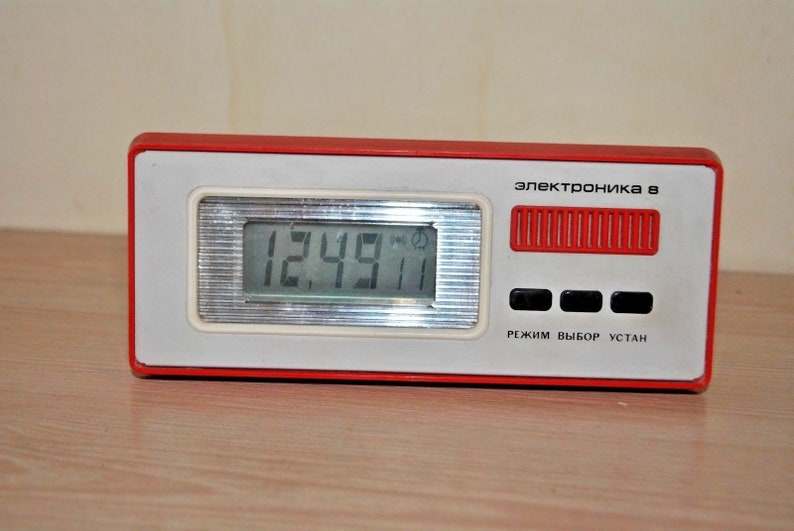 электроника 8
12,49 11
РЕЖИМ ВЫБОР УСТАН